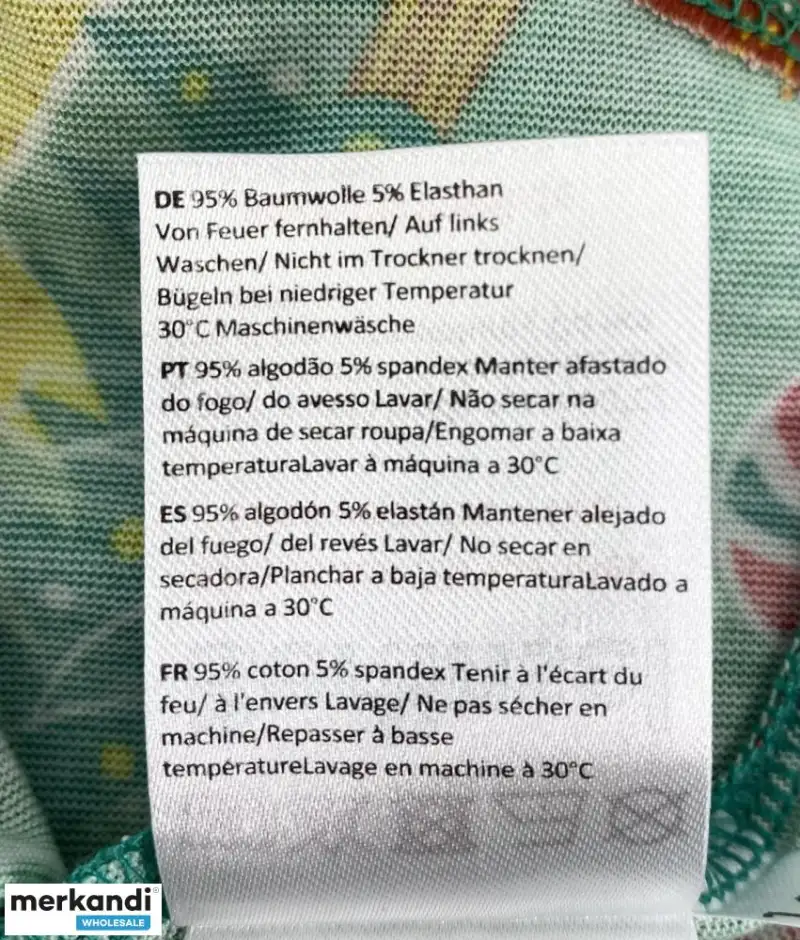 DE 95% Baumwolle 5% Elasthan
Von Feuer fernhalten/ Auf links
Waschen/ Nicht im Trockner trocknen/
Bügeln bei niedriger Temperatur
30°C Maschinenwäsche
PT 95% algodão 5% spandex Manter afastado
do fogo/ do avesso Lavar/ Não secar na
máquina de secar roupa/Engomar a baixa
temperaturaLavar à máquina a 30°C
ES 95% algodón 5% elastán Mantener alejado
del fuego/ del revés Lavar/ No secar en
secadora/Planchar a baja temperaturaLavado a
máquina a 30°C
FR 95% coton 5% spandex Tenir à l'écart du
feu/ à l'envers Lavage/ Ne pas sécher en
machine/Repasser à basse
températureLavage en machine à 30°C
merkandi®
WHOLESALE